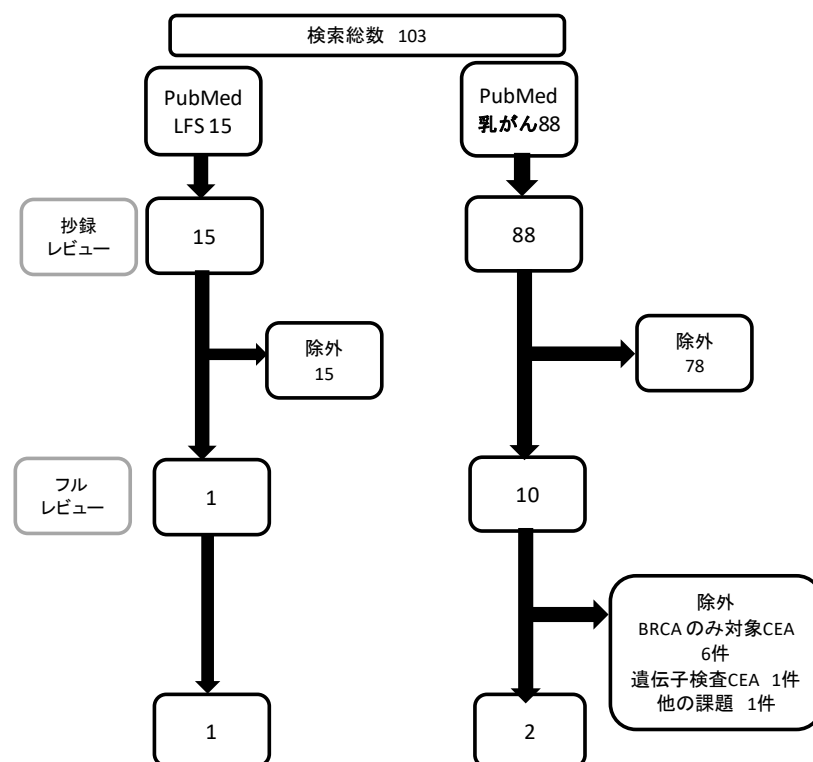 検索総数 103
PubMed
LFS 15
PubMed
乳がん88
抄録
レビュー
15
88
除外
15
除外
78
フル
レビュー
1
10
除外
BRCA のみ対象CEA
6件
遺伝子検査CEA 1件
他の課題 1件
1
2